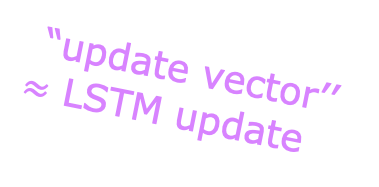 “update vector”
≈ LSTM update